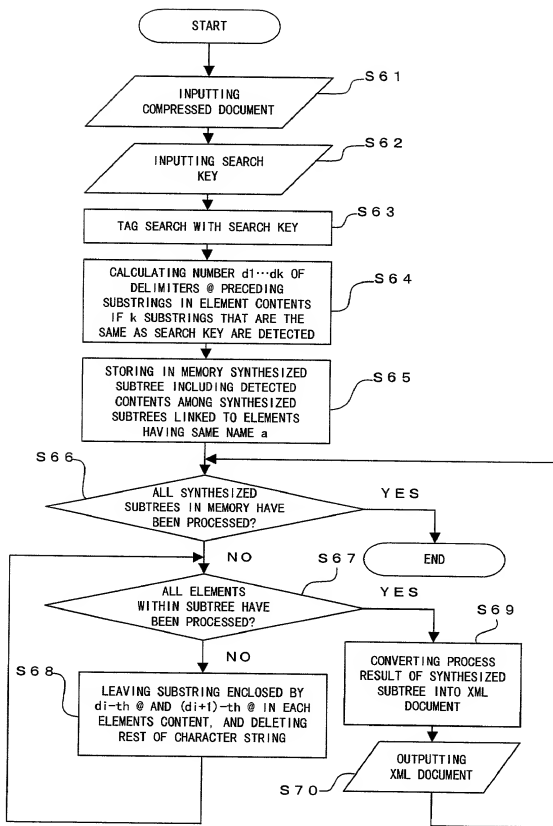 START
S61
INPUTTING
COMPRESSED DOCUMENT
S62
INPUTTING SEARCH
KEY
S63
TAG SEARCH WITH SEARCH KEY
S64
CALCULATING NUMBER d1···dk OF
DELIMITERS @ PRECEDING
SUBSTRINGS IN ELEMENT CONTENTS
IF k SUBSTRINGS THAT ARE THE
SAME AS SEARCH KEY ARE DETECTED
S65
STORING IN MEMORY SYNTHESIZED
SUBTREE INCLUDING DETECTED
CONTENTS AMONG SYNTHESIZED
SUBTREES LINKED TO ELEMENTS
HAVING SAME NAME a
S66
ALL SYNTHESIZED
SUBTREES IN MEMORY HAVE
BEEN PROCESSED?
YES
END
NO
S67
ALL ELEMENTS
WITHIN SUBTREE HAVE
BEEN PROCESSED?
YES
NO
S68
LEAVING SUBSTRING ENCLOSED BY
di-th @ AND (di+1)-th @ IN EACH
ELEMENTS CONTENT, AND DELETING
REST OF CHARACTER STRING
S69
CONVERTING PROCESS
RESULT OF SYNTHESIZED
SUBTREE INTO XML
DOCUMENT
S70
OUTPUTTING
XML DOCUMENT